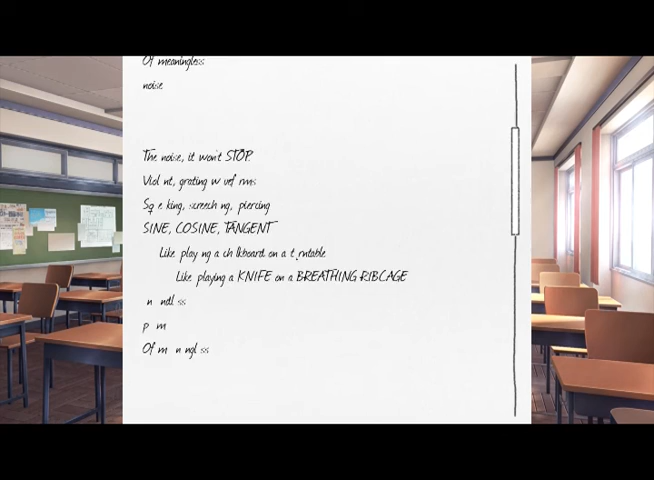 Of meaningless
noise
The noise, it won't STOP.
Viol nt, grating w vef rms
Sq e king, screech ng, piercing
SINE, COSINE, TANGENT
Like play ng a ch lkboard on a t rntable
Like playing a KNIFE on a BREATHING RIBCAGE
n ndl ss
p m
Of m n ngl ss